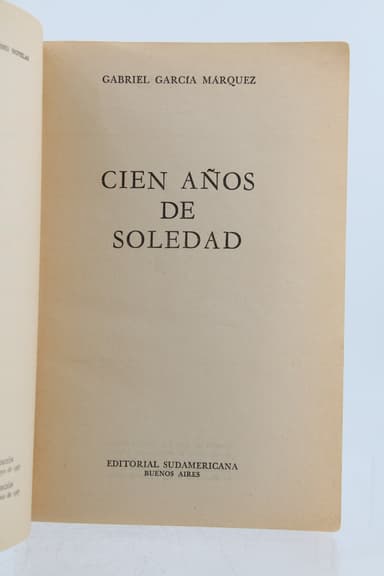 GABRIEL GARCÍA MÁRQUEZ
CIEN AÑOS
DE
SOLEDAD
EDITORIAL SUDAMERICANA
BUENOS AIRES